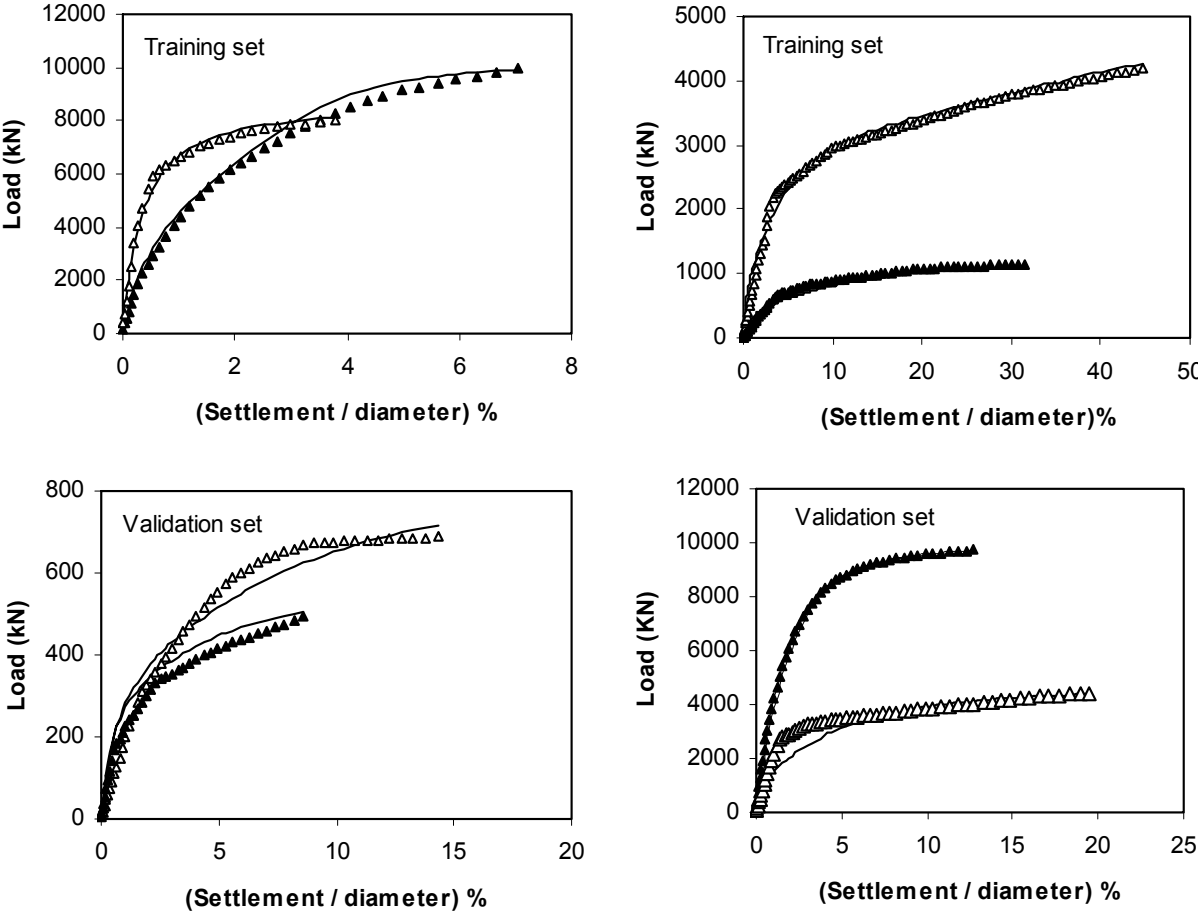 12000
10000
8000
6000
4000
2000
0
Load (kN)
Training set
0 2 4 6 8
(Settlement / diameter) %
5000
4000
3000
2000
1000
0
Load (kN)
Training set
0 10 20 30 40 50
(Settlement / diameter)%
800
600
400
200
0
Load (kN)
Validation set
0 5 10 15 20
(Settlement / diameter) %
12000
10000
8000
6000
4000
2000
0
Load (KN)
Validation set
0 5 10 15 20 25
(Settlement / diameter) %